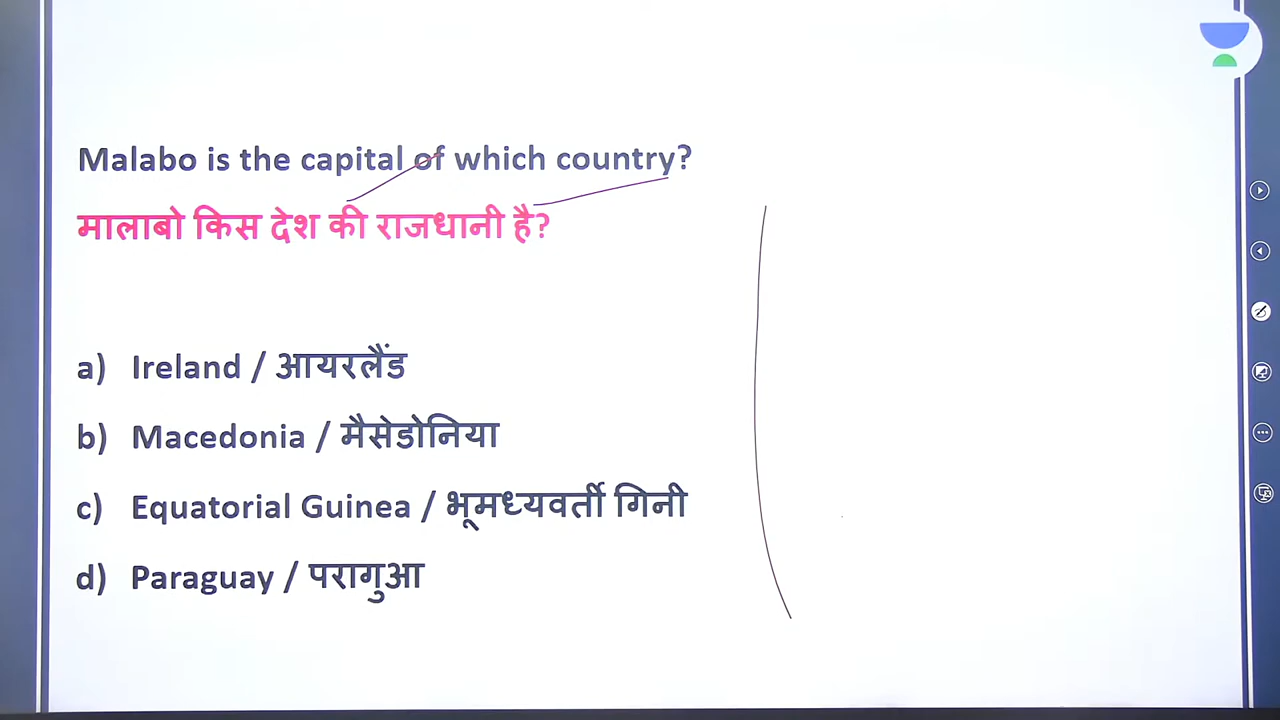 Malabo is the capital of which country?
मालाबो किस देश की राजधानी है?
a) Ireland / आयरलैंड
b) Macedonia / मैसेडोनिया
c) Equatorial Guinea / भूमध्यवर्ती गिनी
d) Paraguay / परागुआ